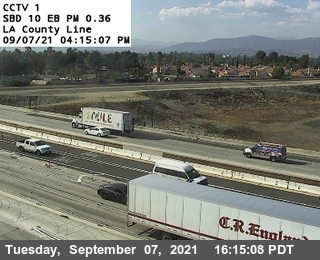 CCTV 1
SBD 10 EB PM 0.36
LA County Line
09/07/21 04:15:07 PM
SMILE
C.R.England
Tuesday, September 07, 2021 16:15:08 PDT